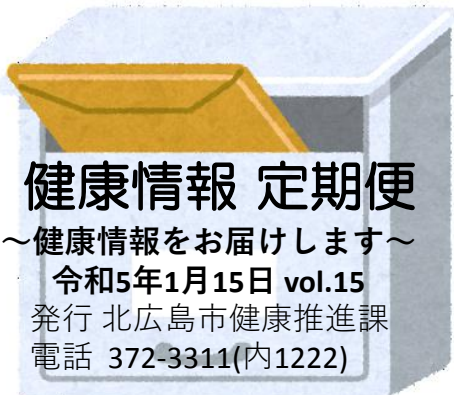 健康情報 定期便
～健康情報をお届けします～
令和5年1月15日 vol.15
発行 北広島市健康推進課
電話 372-3311(内1222)